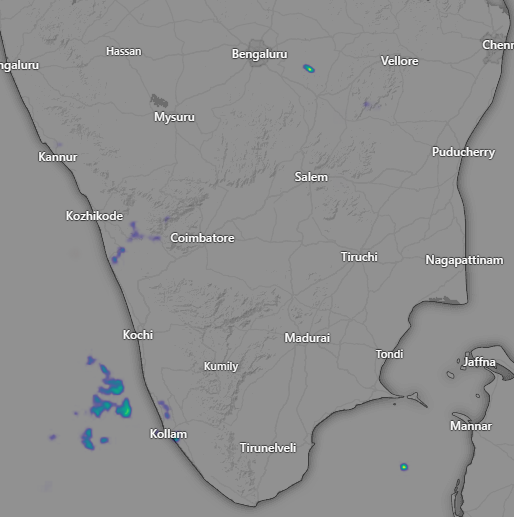 Hassan
Bengaluru
Chenn
ngaluru
Vellore
Mysuru
Kannur
Puducherry
Salem
Kozhikode
Coimbatore
Tiruchi
Nagapattinam
Kochi
Madurai
Tondi
Kumily
Jaffna
Mannar
Kollam
Tirunelveli